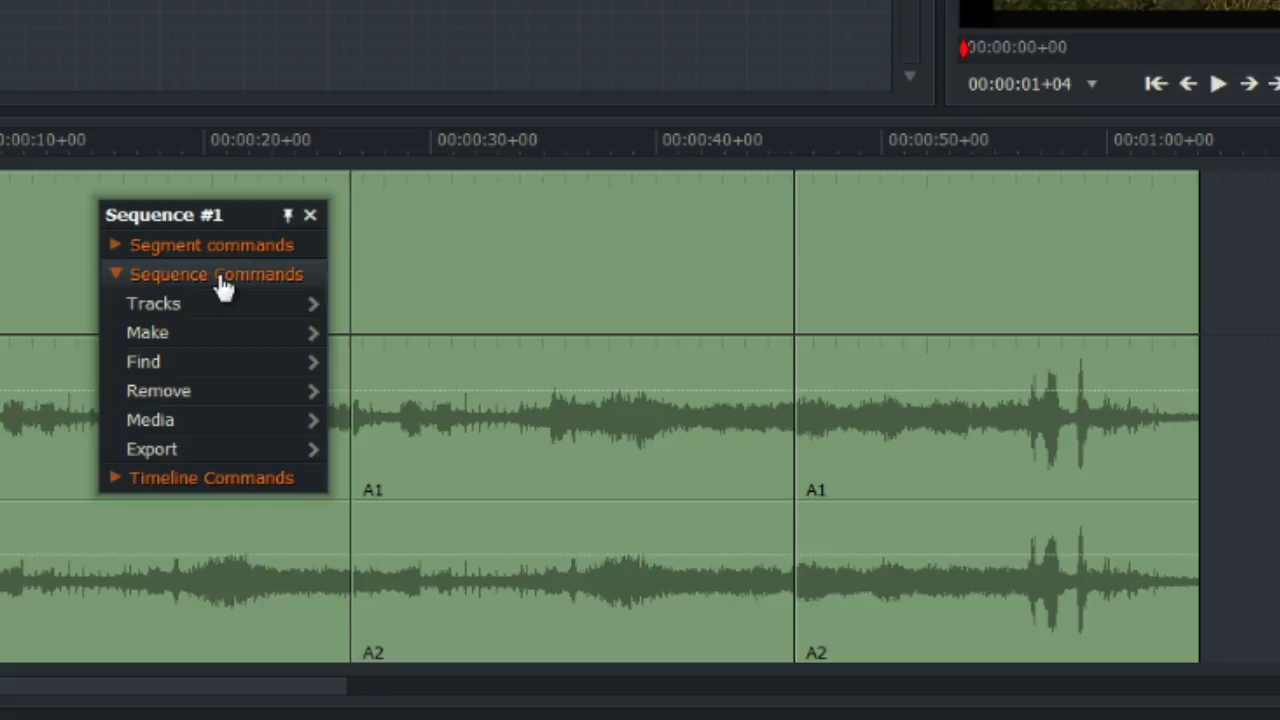 00:00:00+00
00:00:01+04
0:00:10+00 00:00:20+00 00:00:30+00 00:00:40+00 00:00:50+00 00:01:00+00
Sequence #1
Segment commands
Sequence Commands
Tracks
Make
Find
Remove
Media
Export
Timeline Commands
A1 A1
A2 A2